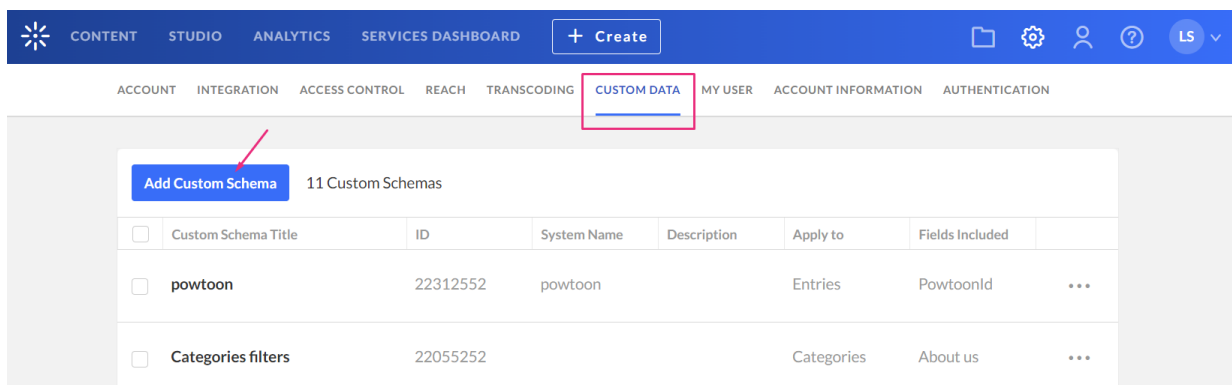 CONTENT STUDIO ANALYTICS SERVICES DASHBOARD + Create LS
ACCOUNT INTEGRATION ACCESS CONTROL REACH TRANSCODING CUSTOM DATA MY USER ACCOUNT INFORMATION AUTHENTICATION
Add Custom Schema 11 Custom Schemas
Custom Schema Title ID System Name Description Apply to Fields Included
powtoon 22312552 powtoon Entries PowtoonId
Categories filters 22055252 Categories About us